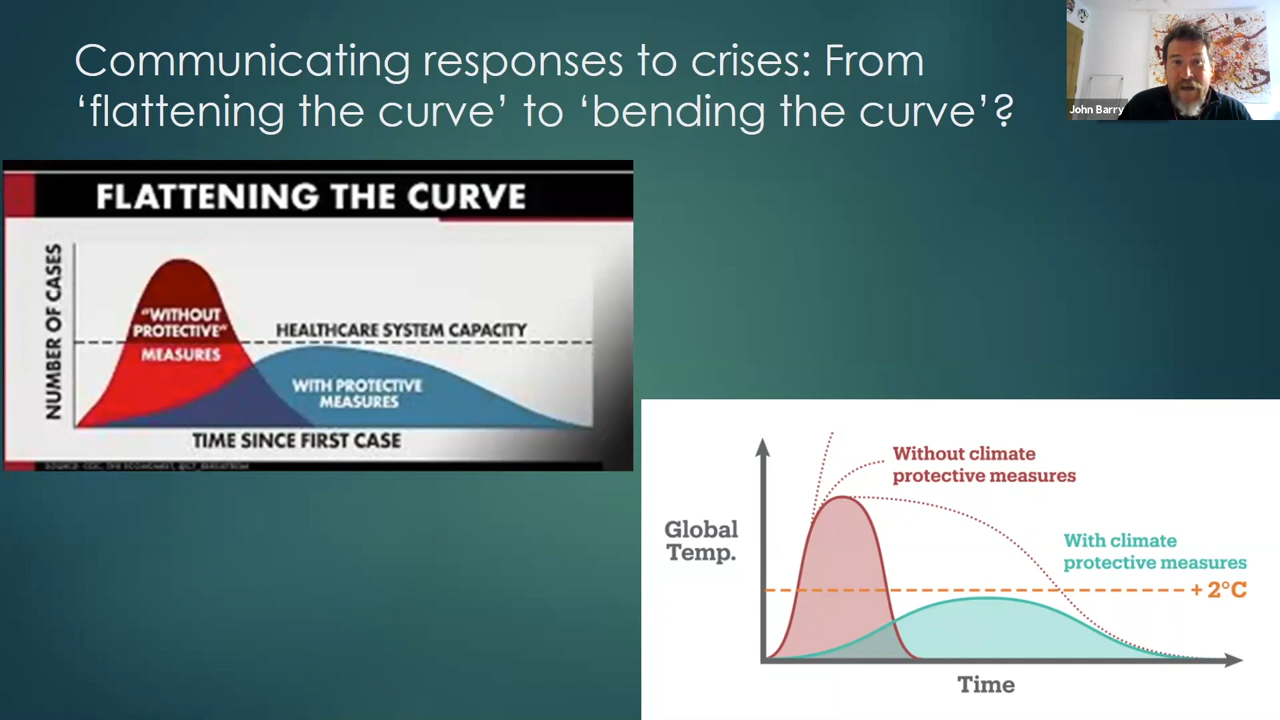 Communicating responses to crises: From
‘flattening the curve’ to ‘bending the curve’?
John Barry
FLATTENING THE CURVE
NUMBER OF CASES
"WITHOUT
PROTECTIVE"
MEASURES
HEALTHCARE SYSTEM CAPACITY
WITH PROTECTIVE
MEASURES
TIME SINCE FIRST CASE
Without climate
protective measures
Global
Temp.
With climate
protective measures
+ 2°C
Time